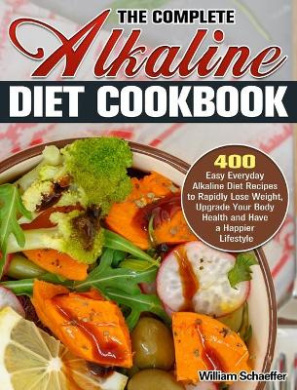 THE COMPLETE
Alkaline
DIET COOKBOOK
400
Easy Everyday
Alkaline Diet Recipes
to Rapidly Lose Weight,
Upgrade Your Body
Health and Have
a Happier
Lifestyle
William Schaeffer